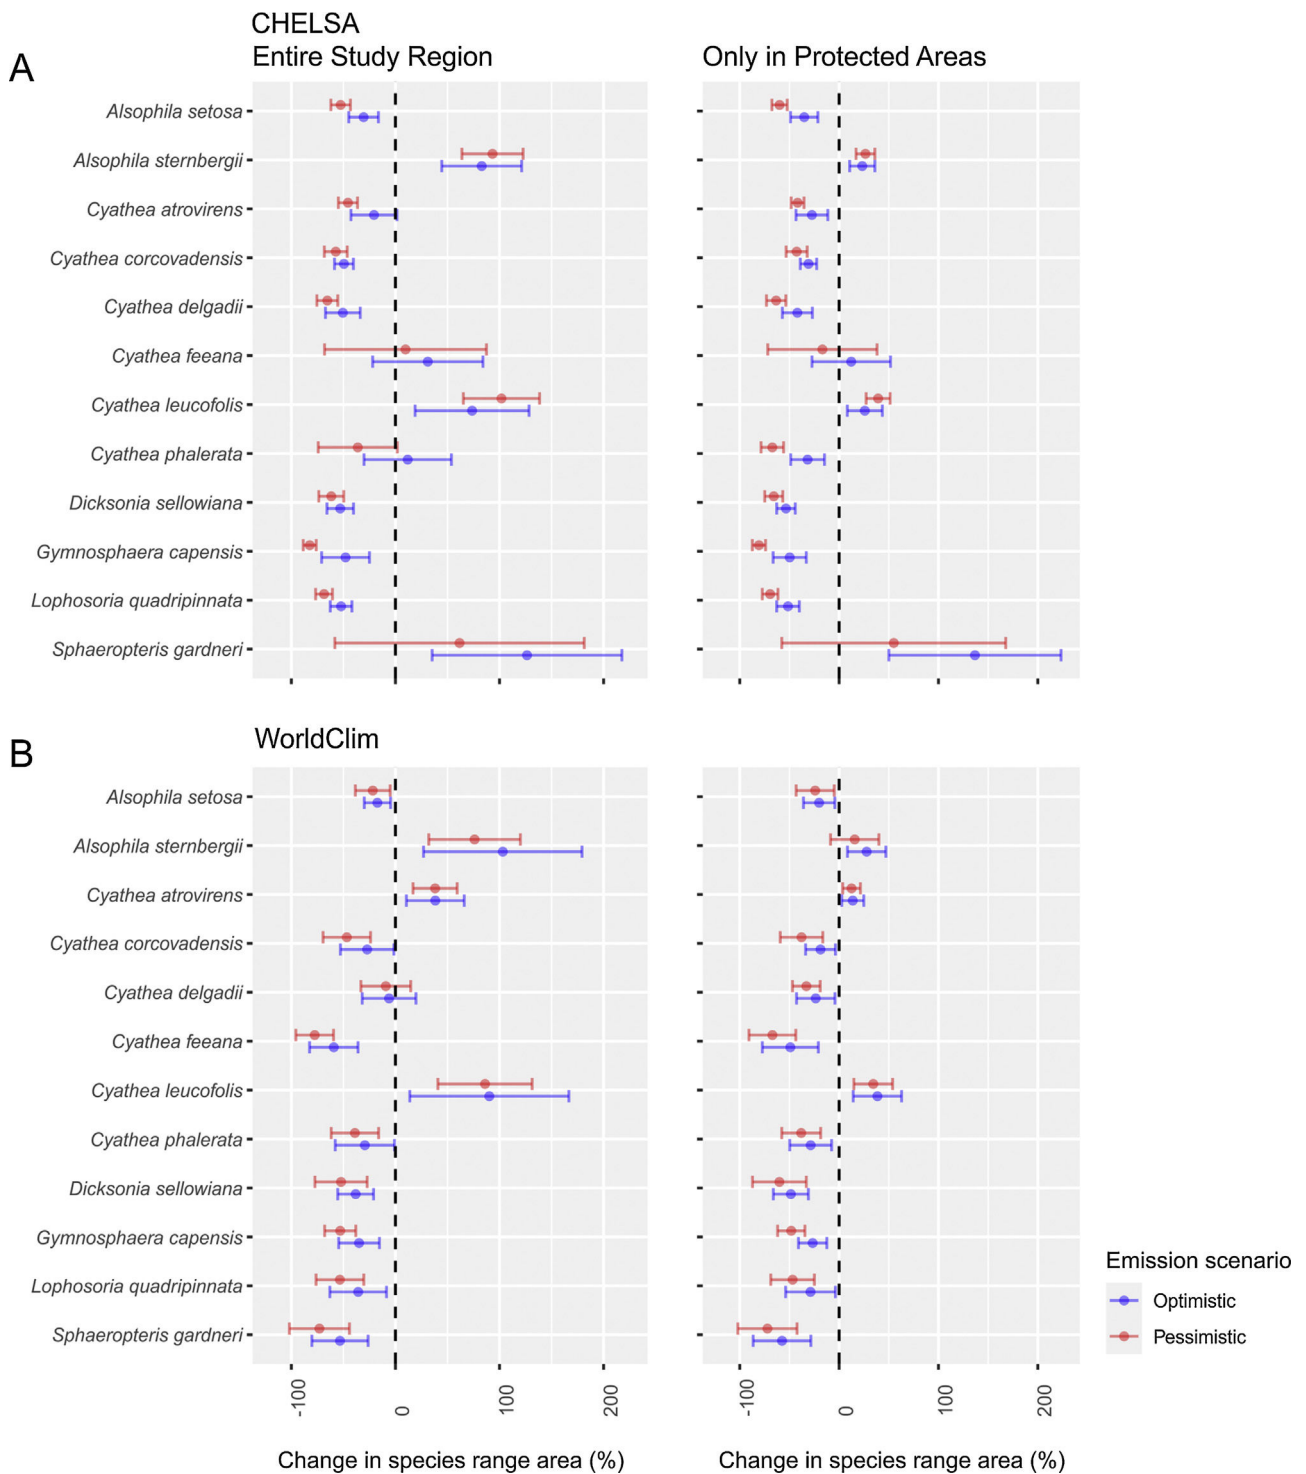 CHELSA
A
Entire Study Region
Only in Protected Areas
Alsophila setosa
Alsophila sternbergii
Cyathea atrovirens
Cyathea corcovadensis
Cyathea delgadii
Cyathea feeana
Cyathea leucofolis
Cyathea phalerata
Dicksonia sellowiana
Gymnosphaera capensis
Lophosoria quadripinnata
Sphaeropteris gardneri
B
WorldClim
Alsophila setosa
Alsophila sternbergii
Cyathea atrovirens
Cyathea corcovadensis
Cyathea delgadii
Cyathea feeana
Cyathea leucofolis
Cyathea phalerata
Dicksonia sellowiana
Gymnosphaera capensis
Lophosoria quadripinnata
Sphaeropteris gardneri
Emission scenario
Optimistic
Pessimistic
-100 0 100 200
-100 0 100 200
Change in species range area (%)
Change in species range area (%)